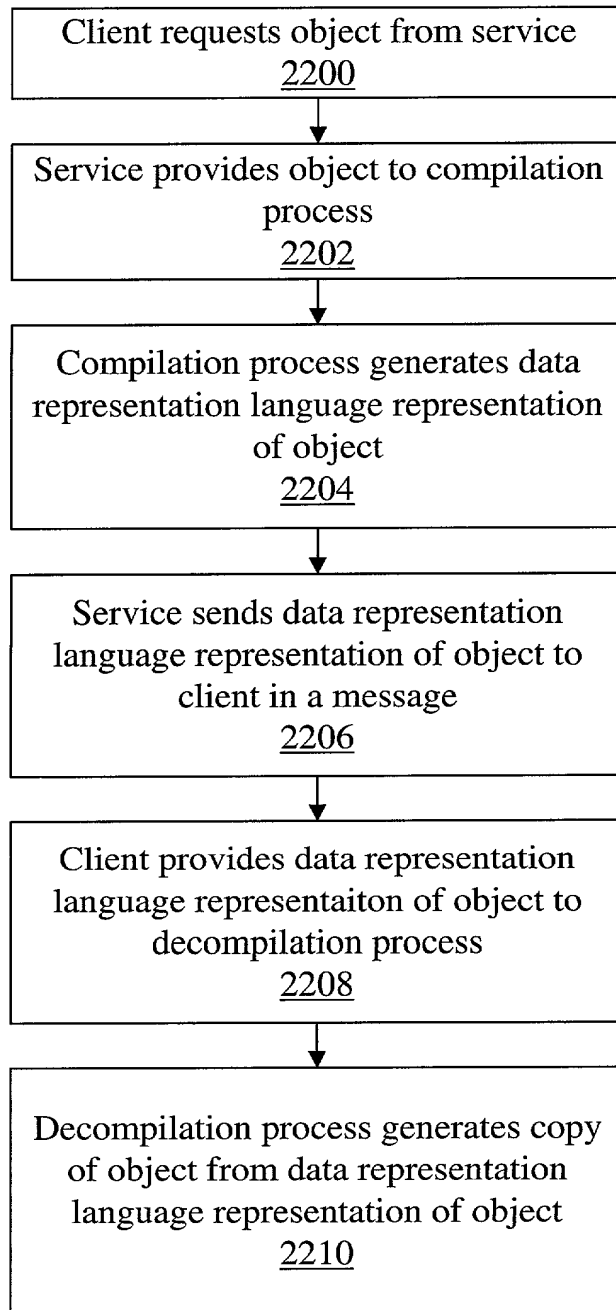 Client requests object from service
2200
Service provides object to compilation
process
2202
Compilation process generates data
representation language representation
of object
2204
Service sends data representation
language representation of object to
client in a message
2206
Client provides data representation
language representaiton of object to
decompilation process
2208
Decompilation process generates copy
of object from data representation
language representation of object
2210